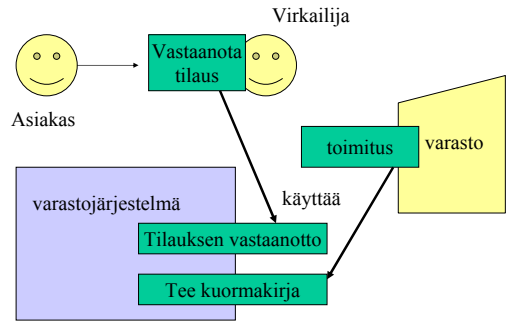 Virkailija
Vastaanota
tilaus
Asiakas
toimitus
varasto
varastojärjestelmä
käyttää
Tilauksen vastaanotto
Tee kuormakirja